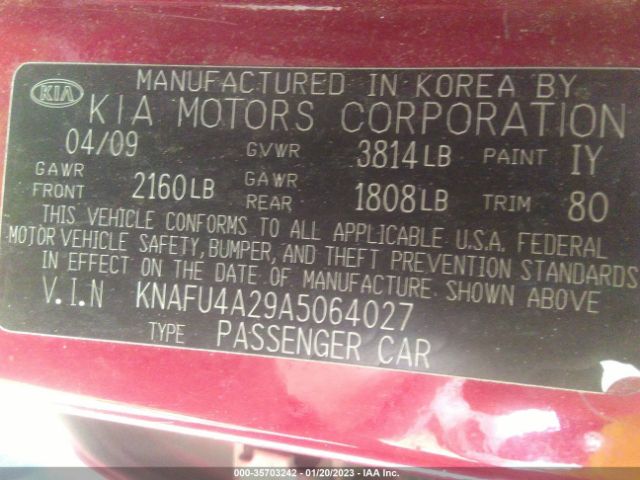 MANUFACTURED IN KOREA BY
KIA KIA MOTORS CORPORATION
04/09 GVWR 3814LB PAINT IY
GAWR FRONT 2160LB GAWR REAR 1808LB TRIM 80
THIS VEHICLE CONFORMS TO ALL APPLICABLE U.S.A. FEDERAL
MOTOR VEHICLE SAFETY, BUMPER, AND THEFT PREVENTION STANDARDS
IN EFFECT ON THE DATE OF MANUFACTURE SHOWN ABOVE
V.I.N KNAFU4A29A5064027
TYPE PASSENGER CAR
000-35703242 - 01/20/2023 - IAA Inc.